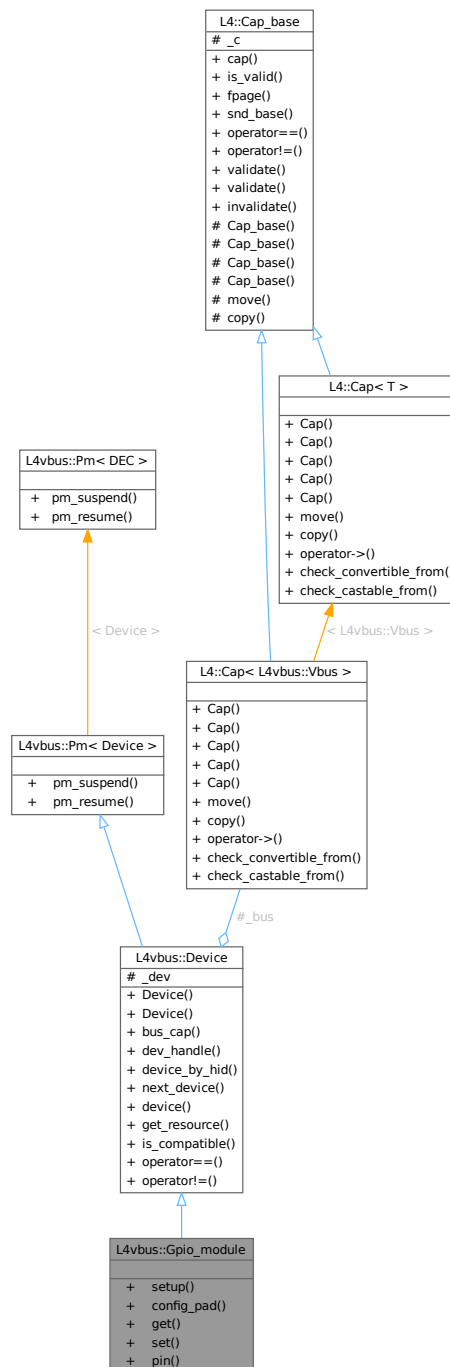 L4::Cap_base
# _c
+ cap()
+ is_valid()
+ fpage()
+ snd_base()
+ operator==()
+ operator!=()
+ validate()
+ validate()
+ invalidate()
# Cap_base()
# Cap_base()
# Cap_base()
# Cap_base()
# move()
# copy()
L4::Cap< T >
+ Cap()
+ Cap()
+ Cap()
+ Cap()
+ Cap()
+ move()
+ copy()
+ operator->()
+ check_convertible_from()
+ check_castable_from()
L4vbus::Pm< DEC >
+ pm_suspend()
+ pm_resume()
< Device >
< L4vbus::Vbus >
L4::Cap< L4vbus::Vbus >
+ Cap()
+ Cap()
+ Cap()
+ Cap()
+ Cap()
+ move()
+ copy()
+ operator->()
+ check_convertible_from()
+ check_castable_from()
L4vbus::Pm< Device >
+ pm_suspend()
+ pm_resume()
#_bus
L4vbus::Device
# _dev
+ Device()
+ Device()
+ bus_cap()
+ dev_handle()
+ device_by_hid()
+ next_device()
+ device()
+ get_resource()
+ is_compatible()
+ operator==()
+ operator!=()
L4vbus::Gpio_module
+ setup()
+ config_pad()
+ get()
+ set()
+ pin()